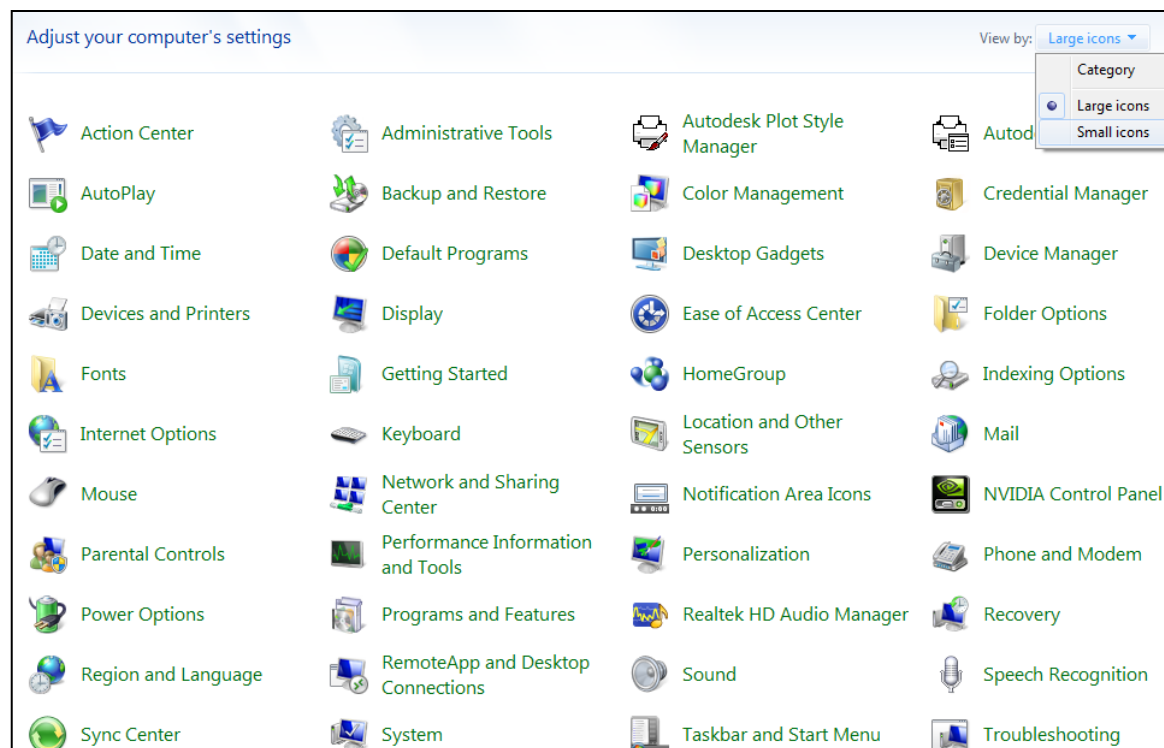 Adjust your computer's settings
View by: Large icons
Category
Large icons
Small icons
Action Center
Administrative Tools
Autodesk Plot Style
Manager
Autod
AutoPlay
Backup and Restore
Color Management
Credential Manager
Date and Time
Default Programs
Desktop Gadgets
Device Manager
Devices and Printers
Display
Ease of Access Center
Folder Options
Fonts
Getting Started
HomeGroup
Indexing Options
Internet Options
Keyboard
Location and Other
Sensors
Mail
Mouse
Network and Sharing
Center
Notification Area Icons
NVIDIA Control Panel
Parental Controls
Performance Information
and Tools
Personalization
Phone and Modem
Power Options
Programs and Features
Realtek HD Audio Manager
Recovery
Region and Language
RemoteApp and Desktop
Connections
Sound
Speech Recognition
Sync Center
System
Taskbar and Start Menu
Troubleshooting